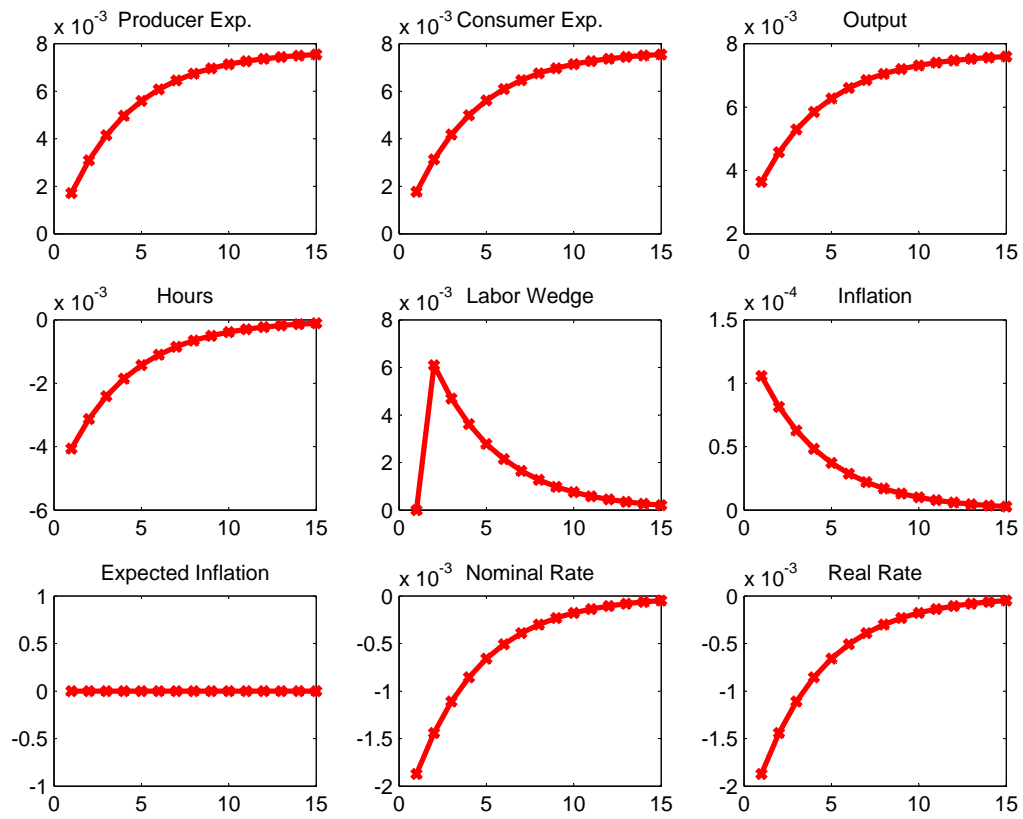 x 10-3 Producer Exp.
8
6
4
2
0
0 5 10 15
x 10-3 Consumer Exp.
8
6
4
2
0
0 5 10 15
x 10-3 Output
8
6
4
2
0 5 10 15
x 10-3 Hours
0
-2
-4
-6
0 5 10 15
x 10-3 Labor Wedge
8
6
4
2
0
0 5 10 15
x 10-4 Inflation
1.5
1
0.5
0
0 5 10 15
Expected Inflation
1
0.5
0
-0.5
-1
0 5 10 15
x 10-3 Nominal Rate
0
-0.5
-1
-1.5
-2
0 5 10 15
x 10-3 Real Rate
0
-0.5
-1
-1.5
-2
0 5 10 15